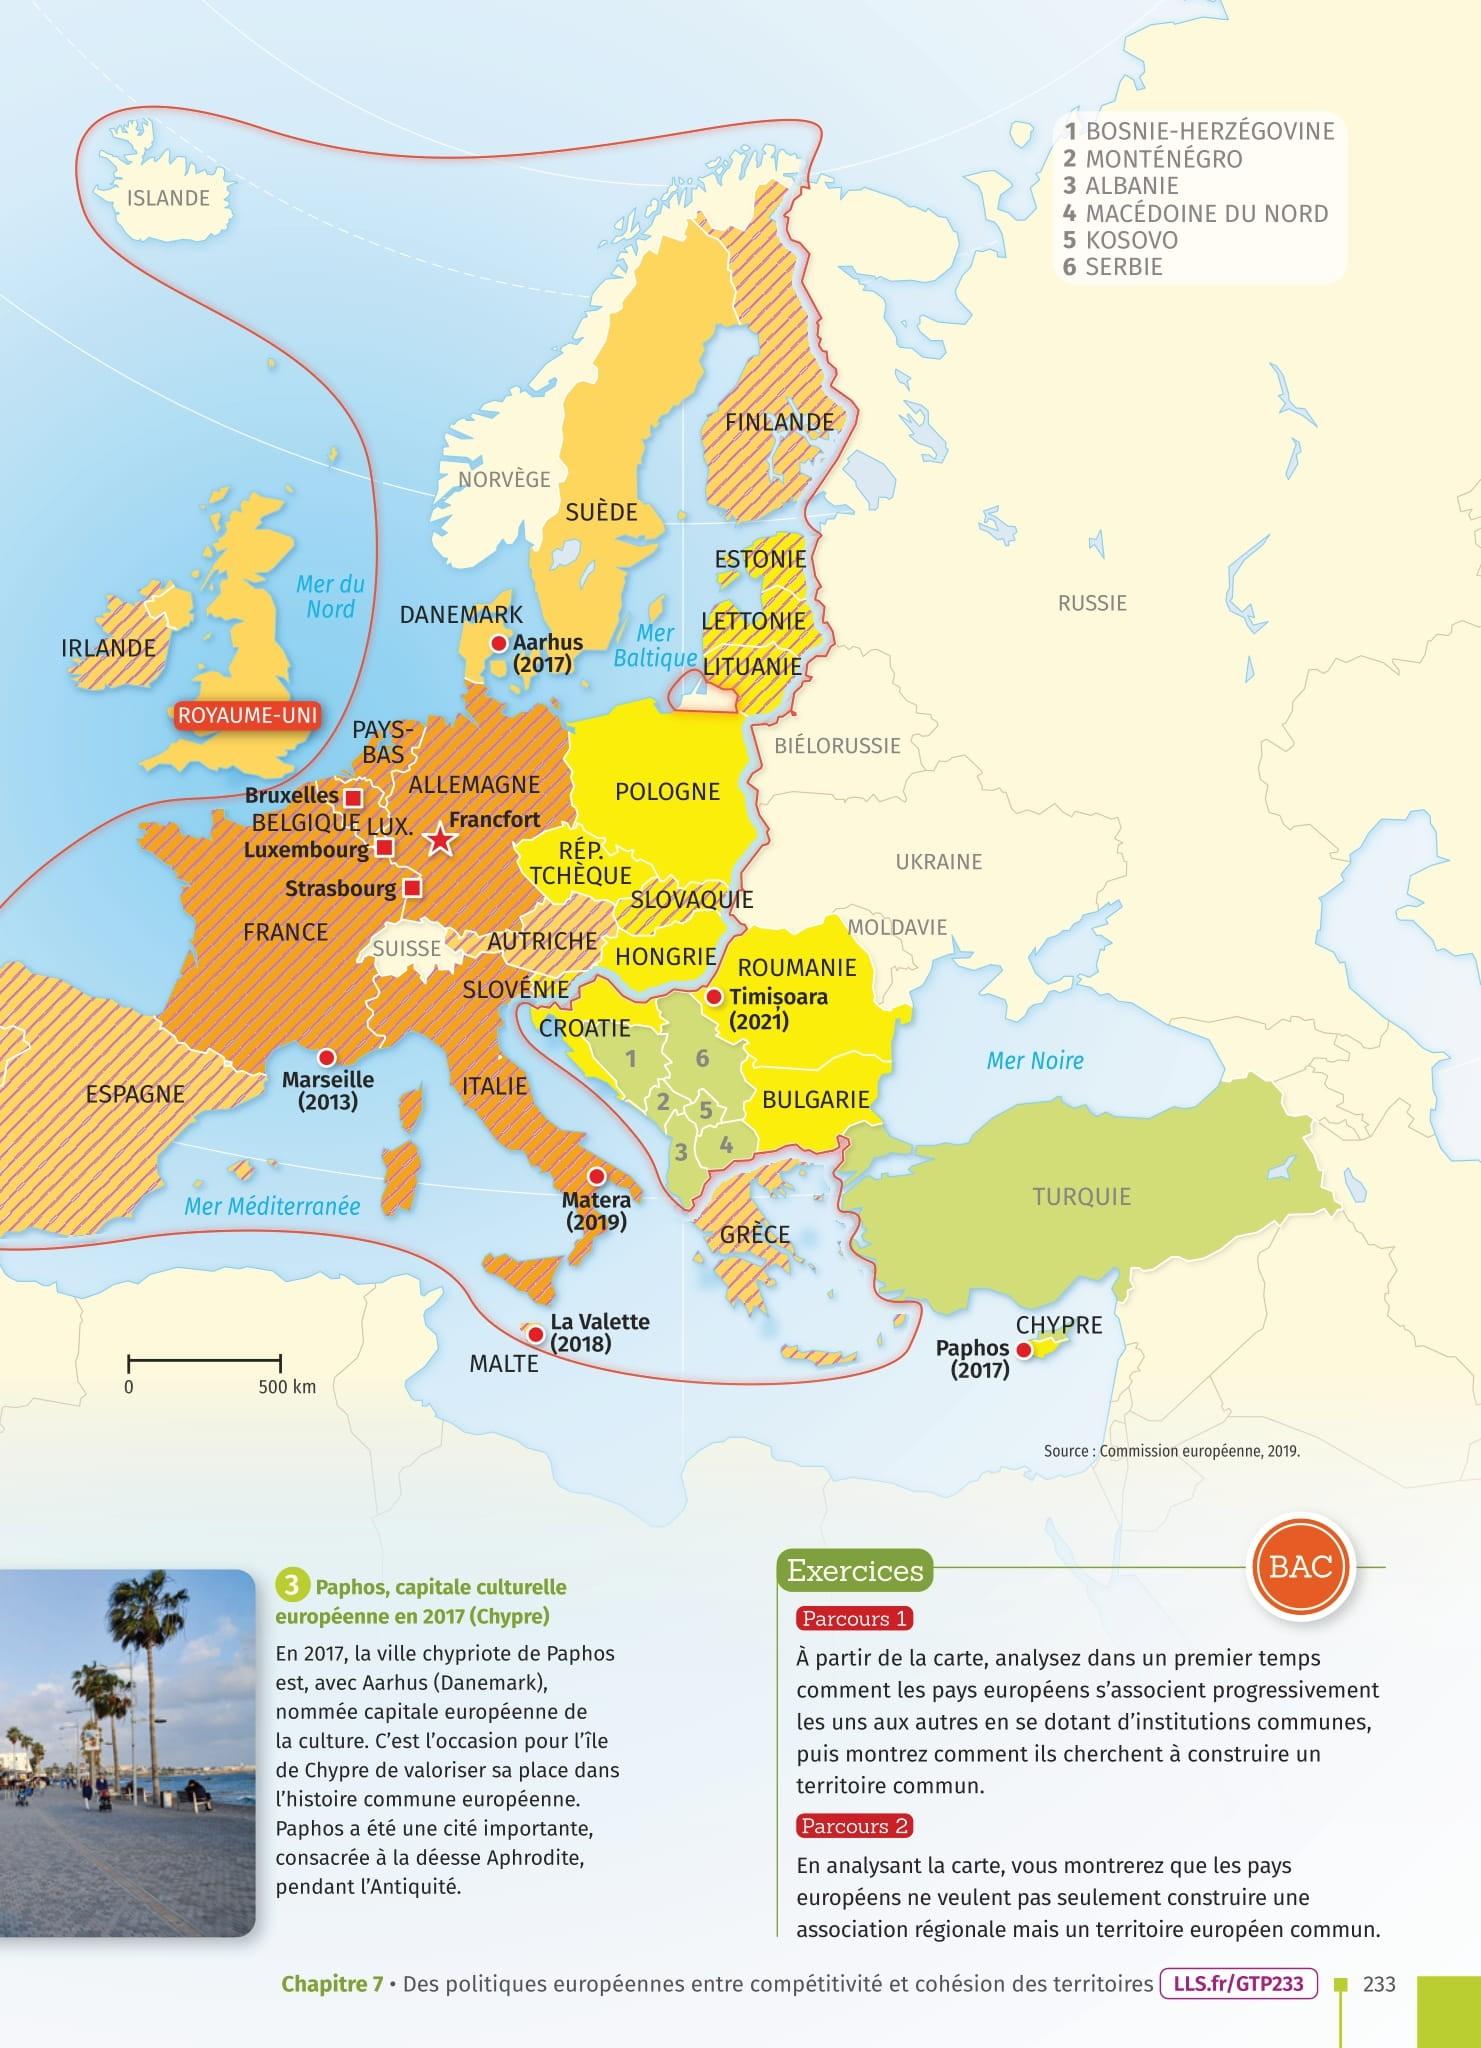 1 BOSNIE-HERZÉGOVINE
2 MONTÉNÉGRO
3 ALBANIE
4 MACÉDOINE DU NORD
5 KOSOVO
6 SERBIE
ISLANDE
FINLANDE
NORVÈGE
SUÈDE
ESTONIE
Mer du
Nord
RUSSIE
DANEMARK
LETTONIE
Aarhus
(2017)
Mer
Baltique
IRLANDE
LITUANIE
ROYAUME-UNI
PAYS-
BAS
BIÉLORUSSIE
ALLEMAGNE
POLOGNE
Bruxelles
BELGIQUE
LUX.
Francfort
Luxembourg
RÉP.
TCHÈQUE
UKRAINE
Strasbourg
SLOVAQUIE
FRANCE
SUISSE
AUTRICHE
HONGRIE
MOLDAVIE
ROUMANIE
SLOVÉNIE
Timișoara
(2021)
CROATIE
1
6
Mer Noire
Marseille
(2013)
ESPAGNE
ITALIE
2
5
BULGARIE
3
4
Mer Méditerranée
Matera
(2019)
TURQUIE
GRÈCE
La Valette
(2018)
MALTE
CHYPRE
Paphos
(2017)
0
500 km
Source : Commission européenne, 2019.
3 Paphos, capitale culturelle
européenne en 2017 (Chypre)
En 2017, la ville chypriote de Paphos
est, avec Aarhus (Danemark),
nommée capitale européenne de
la culture. C'est l'occasion pour l'île
de Chypre de valoriser sa place dans
l'histoire commune européenne.
Paphos a été une cité importante,
consacrée à la déesse Aphrodite,
pendant l'Antiquité.
Exercices
BAC
Parcours 1
À partir de la carte, analysez dans un premier temps
comment les pays européens s'associent progressivement
les uns aux autres en se dotant d'institutions communes,
puis montrez comment ils cherchent à construire un
territoire commun.
Parcours 2
En analysant la carte, vous montrerez que les pays
européens ne veulent pas seulement construire une
association régionale mais un territoire européen commun.
Chapitre 7 • Des politiques européennes entre compétitivité et cohésion des territoires LLS.fr/GTP233 233